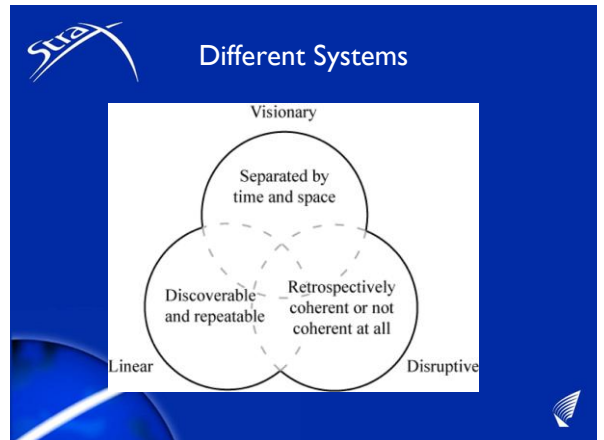 Strax
Different Systems
Visionary
Separated by
time and space
Discoverable
and repeatable
Retrospectively
coherent or not
coherent at all
Linear
Disruptive